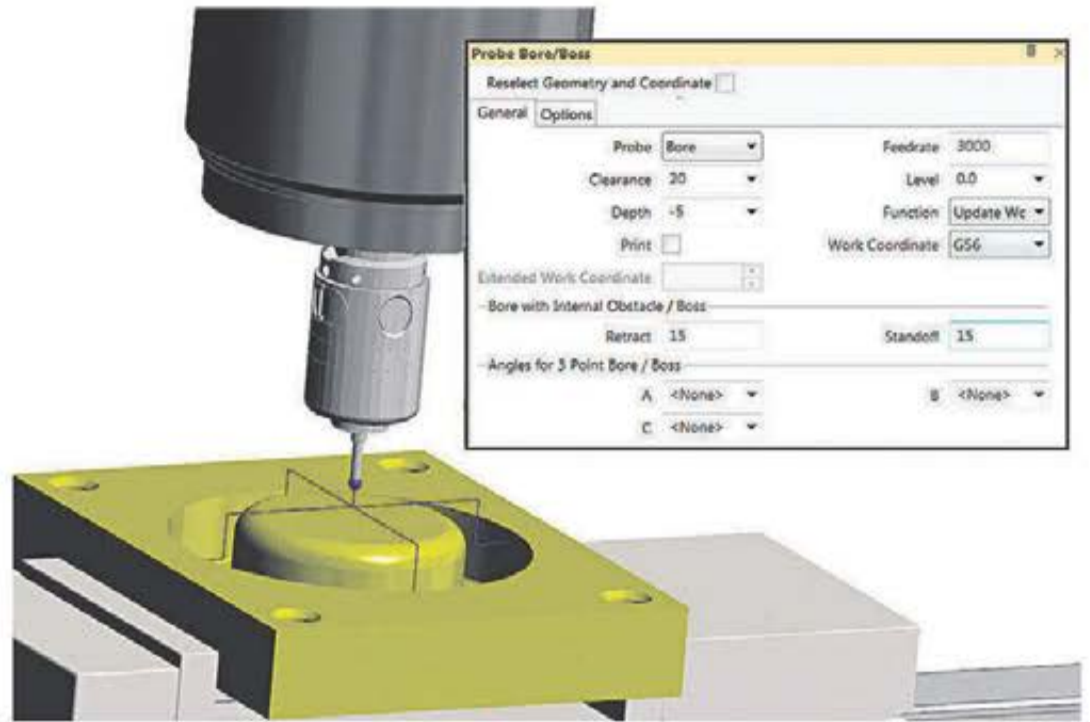 Probe Bore/Boss
Reselect Geometry and Coordinate
General Options
Probe Bore Feedrate 3000
Clearance 20 Level 0.0
Depth -5 Function Update Wc
Print Work Coordinate G56
Extended Work Coordinate
Bore with Internal Obstacle / Boss
Retract 15 Standoff 15
Angles for 3 Point Bore / Boss
A <None> B <None>
C <None>